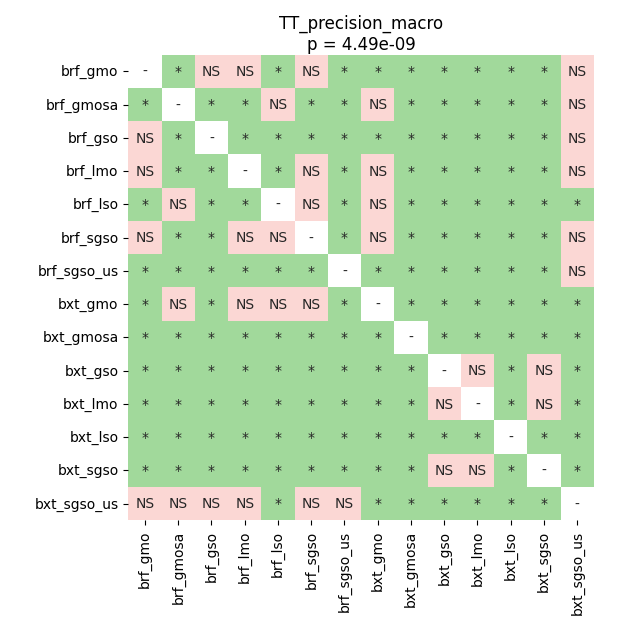 TT_precision_macro
p = 4.49e-09
brf_gmo - * NS NS * NS * * * * * * * NS
brf_gmosa * - * * NS * * NS * * * * * NS
brf_gso NS * - * * * * * * * * * * NS
brf_lmo NS * * - * NS * NS * * * * * NS
brf_lso * NS * * - NS * NS * * * * * *
brf_sgso NS * * NS NS - * NS * * * * * NS
brf_sgso_us * * * * * * - * * * * * * NS
bxt_gmo * NS * NS NS NS * - * * * * * *
bxt_gmosa * * * * * * * * - * * * * *
bxt_gso * * * * * * * * * - NS * NS *
bxt_lmo * * * * * * * * * NS - * NS *
bxt_lso * * * * * * * * * * * - * *
bxt_sgso * * * * * * * * * NS NS * - *
bxt_sgso_us NS NS NS NS * NS NS * * * * * * -
brf_gmo brf_gmosa brf_gso brf_lmo brf_lso brf_sgso brf_sgso_us bxt_gmo bxt_gmosa bxt_gso bxt_lmo bxt_lso bxt_sgso bxt_sgso_us